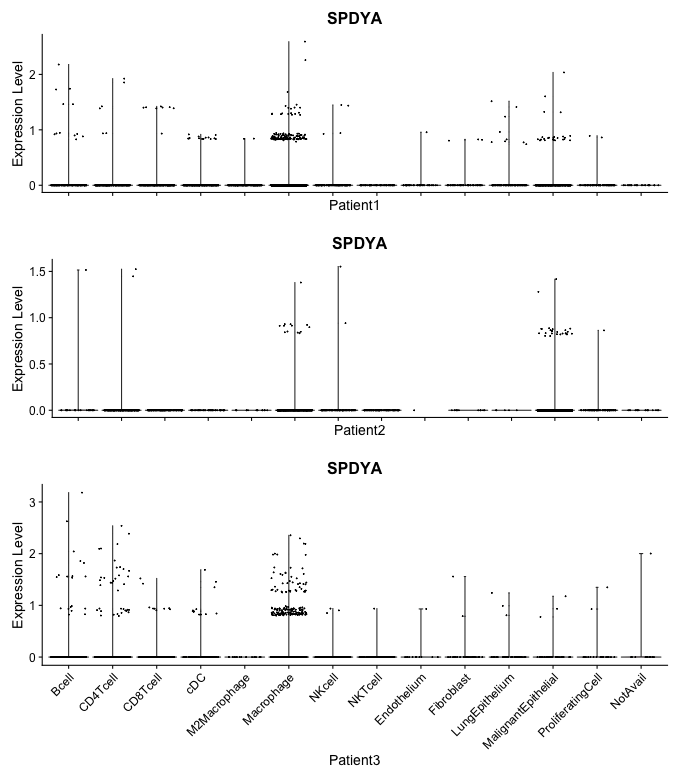 SPDYA
Expression Level
2
1
0
Patient1
SPDYA
Expression Level
1.5
1.0
0.5
0.0
Patient2
SPDYA
Expression Level
3
2
1
0
Bcell
CD4Tcell
CD8Tcell
cDC
M2Macrophage
Macrophage
NKcell
NKTcell
Endothelium
Fibroblast
LungEpithelium
MalignantEpithelial
ProliferatingCell
NotAvail
Patient3